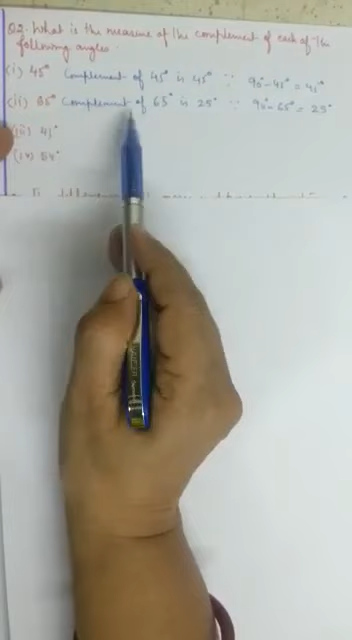 Q2. What is the measure of the complement of each of the
following angles.
(i) 45° Complement of 45° is 45° ∵ 90° - 45° = 45°
(ii) 65° Complement of 65° is 25° ∵ 90° - 65° = 25°
(iii) 41°
(iv) 54°